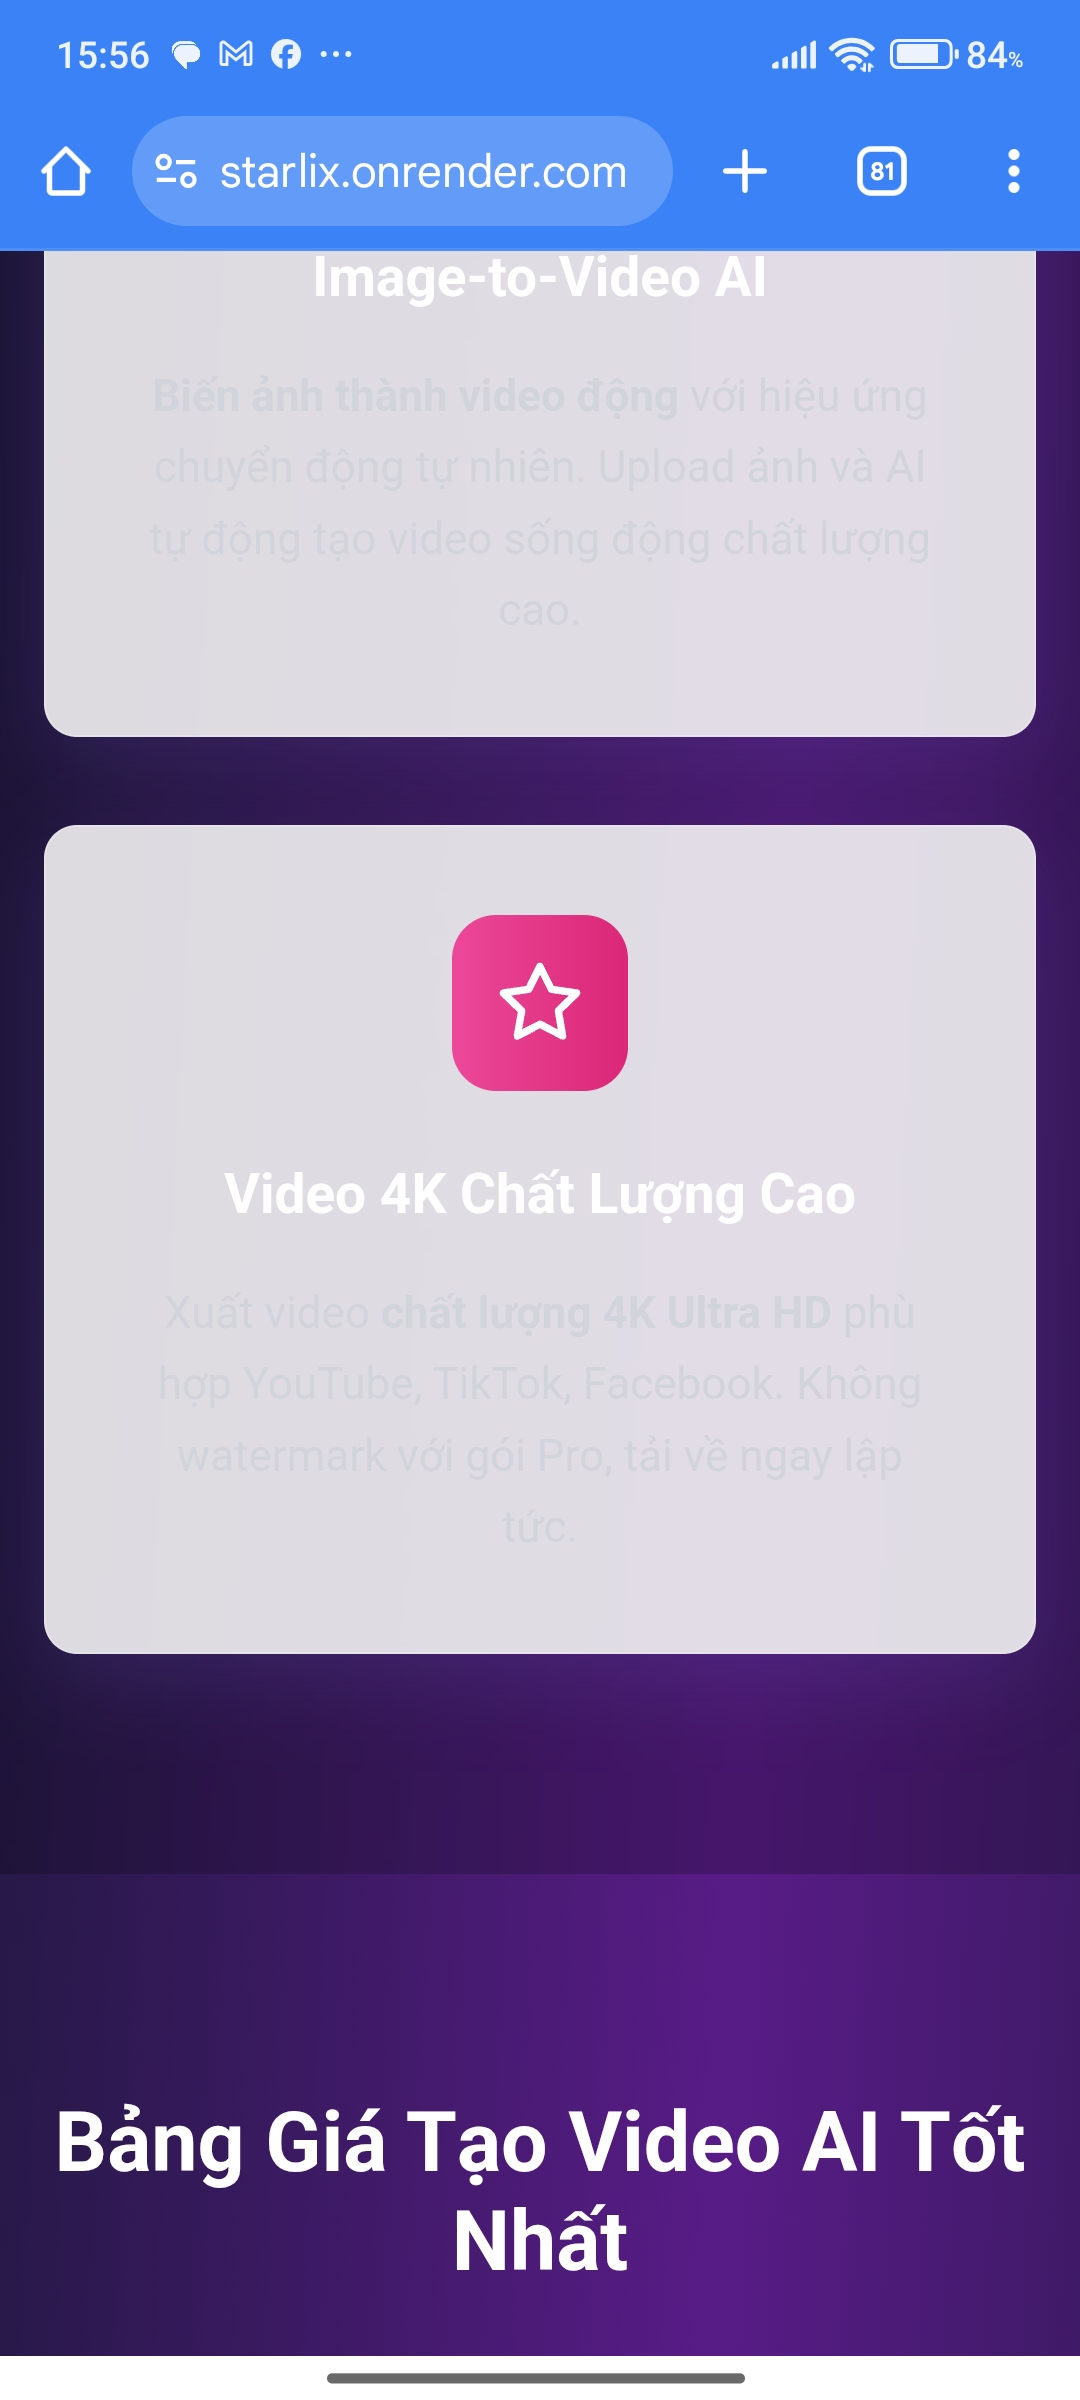 15:56
84%
starlix.onrender.com
81
Image-to-Video AI
Biến ảnh thành video động với hiệu ứng
chuyển động tự nhiên. Upload ảnh và AI
tự động tạo video sống động chất lượng
cao.
Video 4K Chất Lượng Cao
Xuất video chất lượng 4K Ultra HD phù
hợp YouTube, TikTok, Facebook. Không
watermark với gói Pro, tải về ngay lập
tức.
Bảng Giá Tạo Video AI Tốt
Nhất